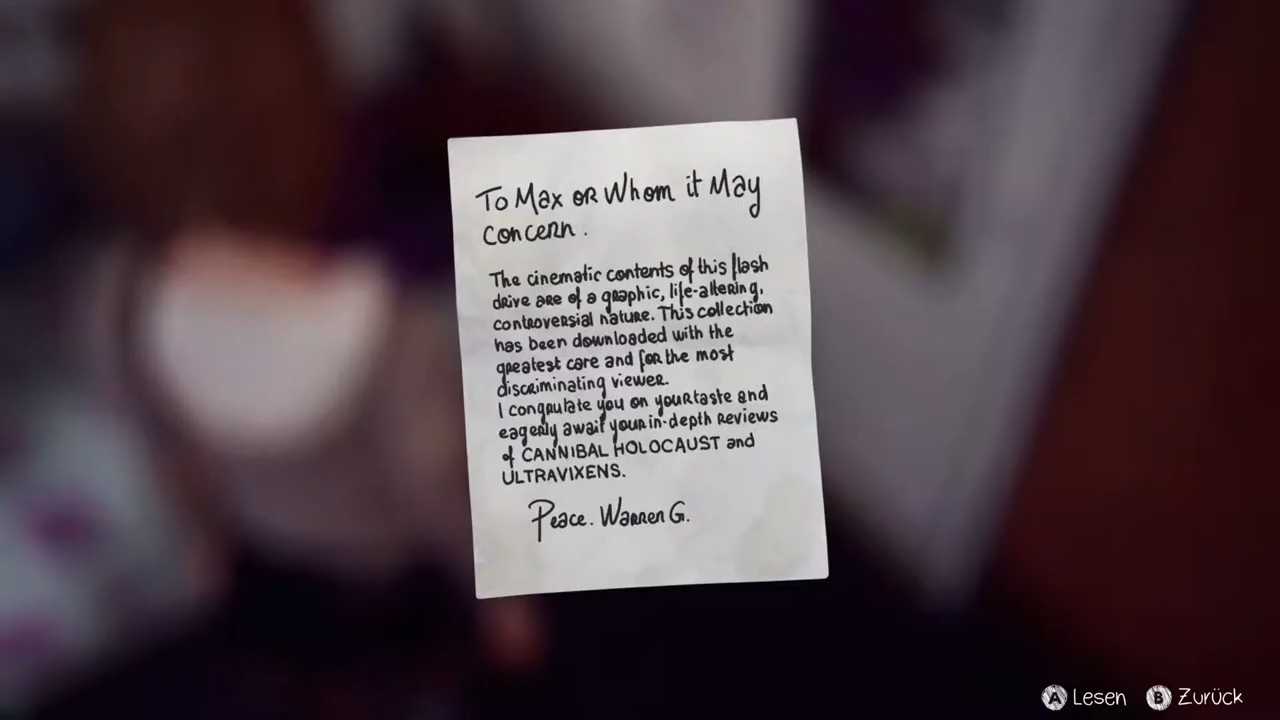 To Max or Whom it May
Concern.
The cinematic contents of this flash
drive are of a graphic, life-altering,
controversial nature. This collection
has been downloaded with the
greatest care and for the most
discriminating viewer.
I congrulate you on your taste and
eagerly await your in-depth reviews
of CANNIBAL HOLOCAUST and
ULTRAVIXENS.
Peace. Warren G.
A Lesen B Zurück